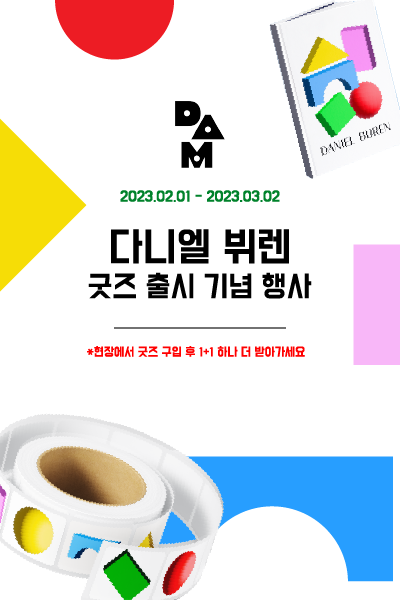 DANIEL BUREN
DAM
2023.02.01 - 2023.03.02
다니엘 뷔렌
굿즈 출시 기념 행사
*현장에서 굿즈 구입 후 1+1 하나 더 받아가세요